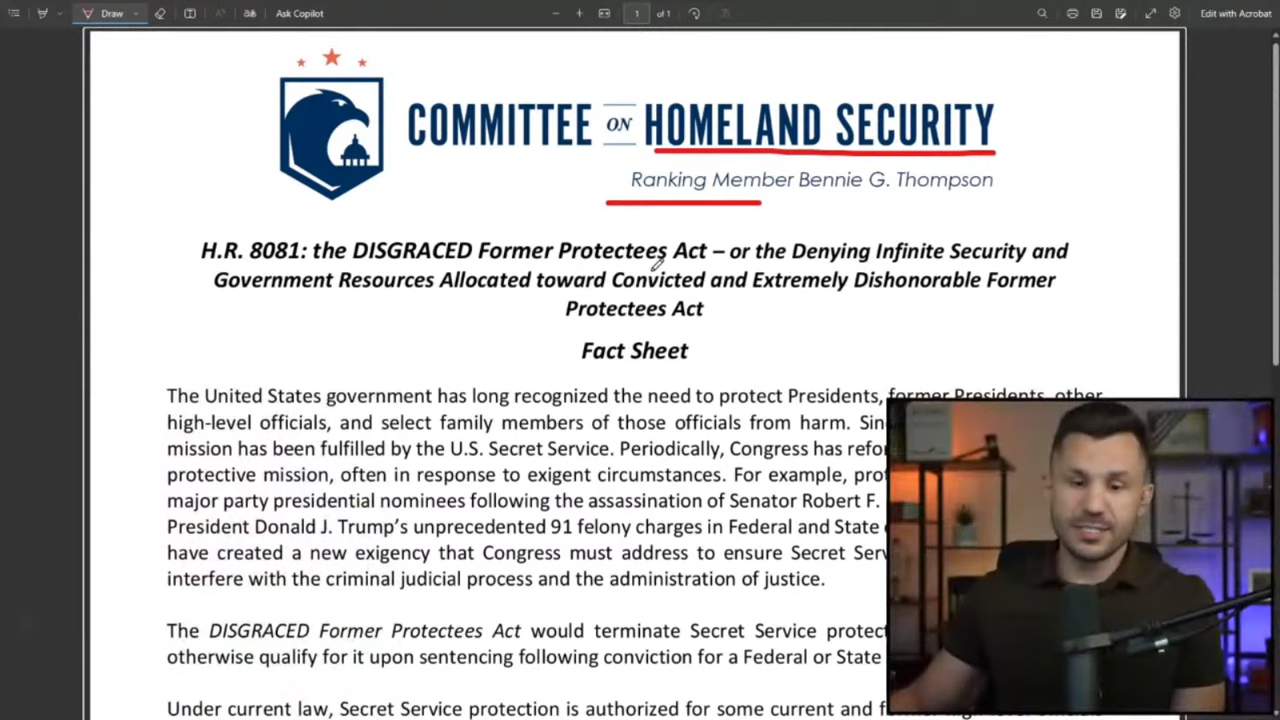 Draw
Ask Copilot
1 of 1
Edit with Acrobat
COMMITTEE ON HOMELAND SECURITY
Ranking Member Bennie G. Thompson
H.R. 8081: the DISGRACED Former Protectees Act – or the Denying Infinite Security and
Government Resources Allocated toward Convicted and Extremely Dishonorable Former
Protectees Act
Fact Sheet
The United States government has long recognized the need to protect Presidents, former Presidents, other
high-level officials, and select family members of those officials from harm.
mission has been fulfilled by the U.S. Secret Service. Periodically, Congress has
protective mission, often in response to exigent circumstances. For example,
major party presidential nominees following the assassination of Senator Robert F.
President Donald J. Trump's unprecedented 91 felony charges in Federal and State
have created a new exigency that Congress must address to ensure Secret
interfere with the criminal judicial process and the administration of justice.
The DISGRACED Former Protectees Act would terminate Secret Service
otherwise qualify for it upon sentencing following conviction for a Federal or State
Under current law, Secret Service protection is authorized for some current and